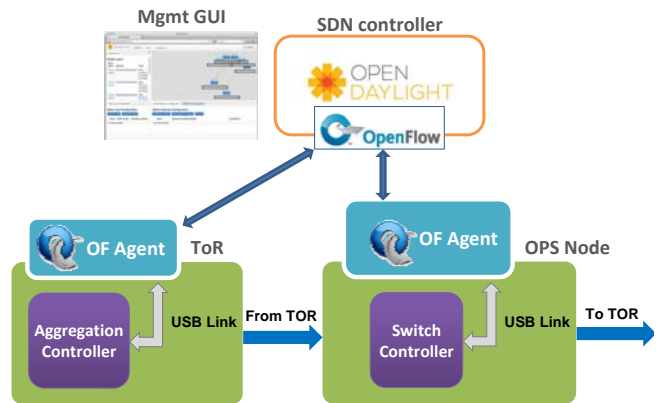 Mgmt GUI
SDN controller
OPEN
DAYLIGHT
OpenFlow
OF Agent
ToR
OF Agent
OPS Node
Aggregation
Controller
USB Link
From TOR
Switch
Controller
USB Link
To TOR